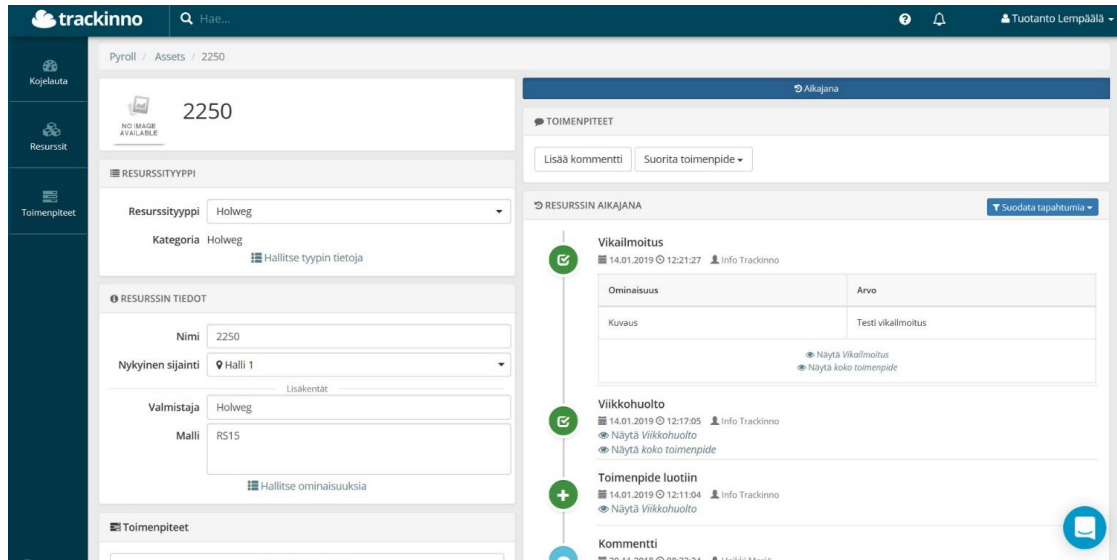 trackinno
Hae...
Tuotanto Lempäälä
Kojelauta
Resurssit
Toimenpiteet
Pyroll / Assets / 2250
NO IMAGE
AVAILABLE
2250
RESURSSITYYPPI
Resurssityyppi Holweg
Kategoria Holweg
Hallitse tyypin tietoja
RESURSSIN TIEDOT
Nimi 2250
Nykyinen sijainti Halli 1
Lisäkentät
Valmistaja Holweg
Malli RS15
Hallitse ominaisuuksia
Toimenpiteet
Aikajana
TOIMENPITEET
Lisää kommentti Suorita toimenpide
RESURSSIN AIKAJANA Suodata tapahtumia
Vikailmoitus
14.01.2019 12:21:27 Info Trackinno
Ominaisuus Arvo
Kuvaus Testi vikailmoitus
Näytä Vikailmoitus
Näytä koko toimenpide
Viikkohuolto
14.01.2019 12:17:05 Info Trackinno
Näytä Viikkohuolto
Näytä koko toimenpide
Toimenpide luotiin
14.01.2019 12:11:04 Info Trackinno
Näytä Viikkohuolto
Kommentti